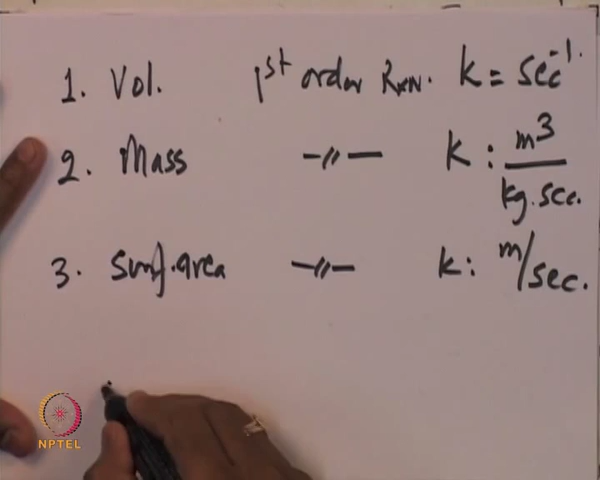 1. Vol. 1st order Rxn. k = sec-1.
2. Mass —〃— k : m3/kg.sec.
3. Surf.area —〃— k: m/sec.
NPTEL